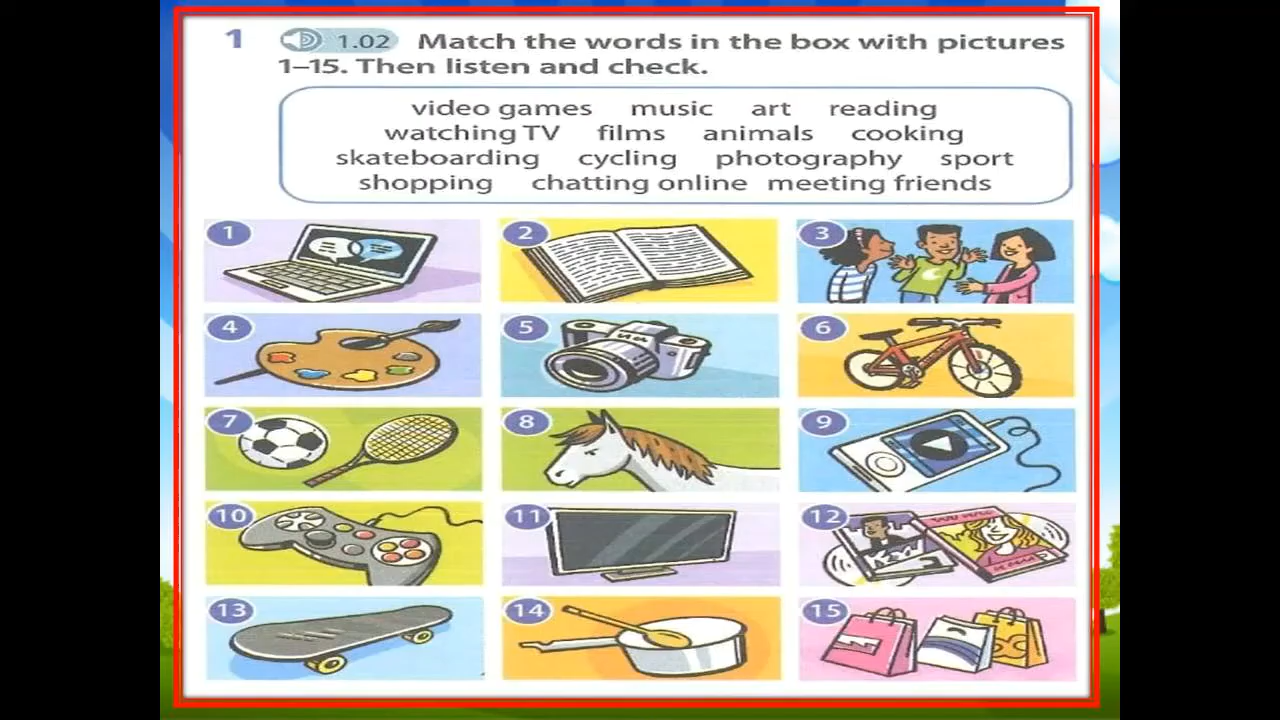 1 1.02 Match the words in the box with pictures
1–15. Then listen and check.
video games music art reading
watching TV films animals cooking
skateboarding cycling photography sport
shopping chatting online meeting friends
1 2 3
4 5 6
7 8 9
10 11 12
13 14 15